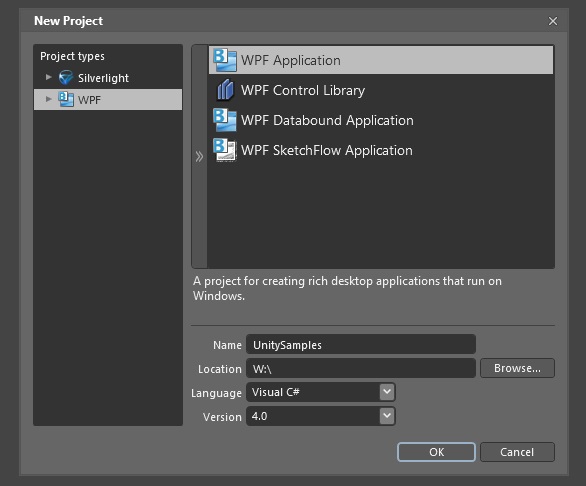 New Project
Project types
Silverlight
WPF
WPF Application
WPF Control Library
WPF Databound Application
WPF SketchFlow Application
A project for creating rich desktop applications that run on
Windows.
Name UnitySamples
Location W:\ Browse...
Language Visual C#
Version 4.0
OK Cancel